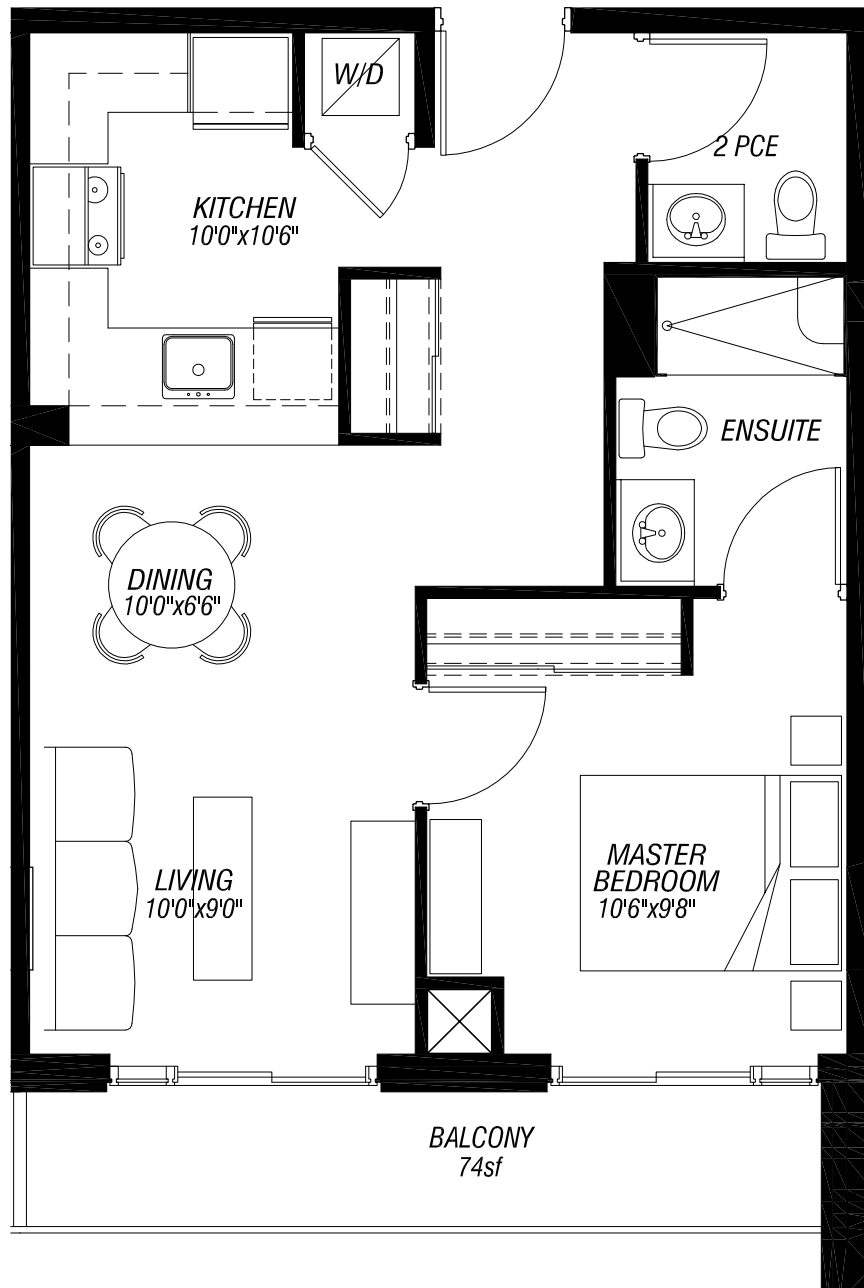 W/D
2 PCE
KITCHEN
10'0"x10'6"
ENSUITE
DINING
10'0"x6'6"
LIVING
10'0"x9'0"
MASTER
BEDROOM
10'6"x9'8"
BALCONY
74sf